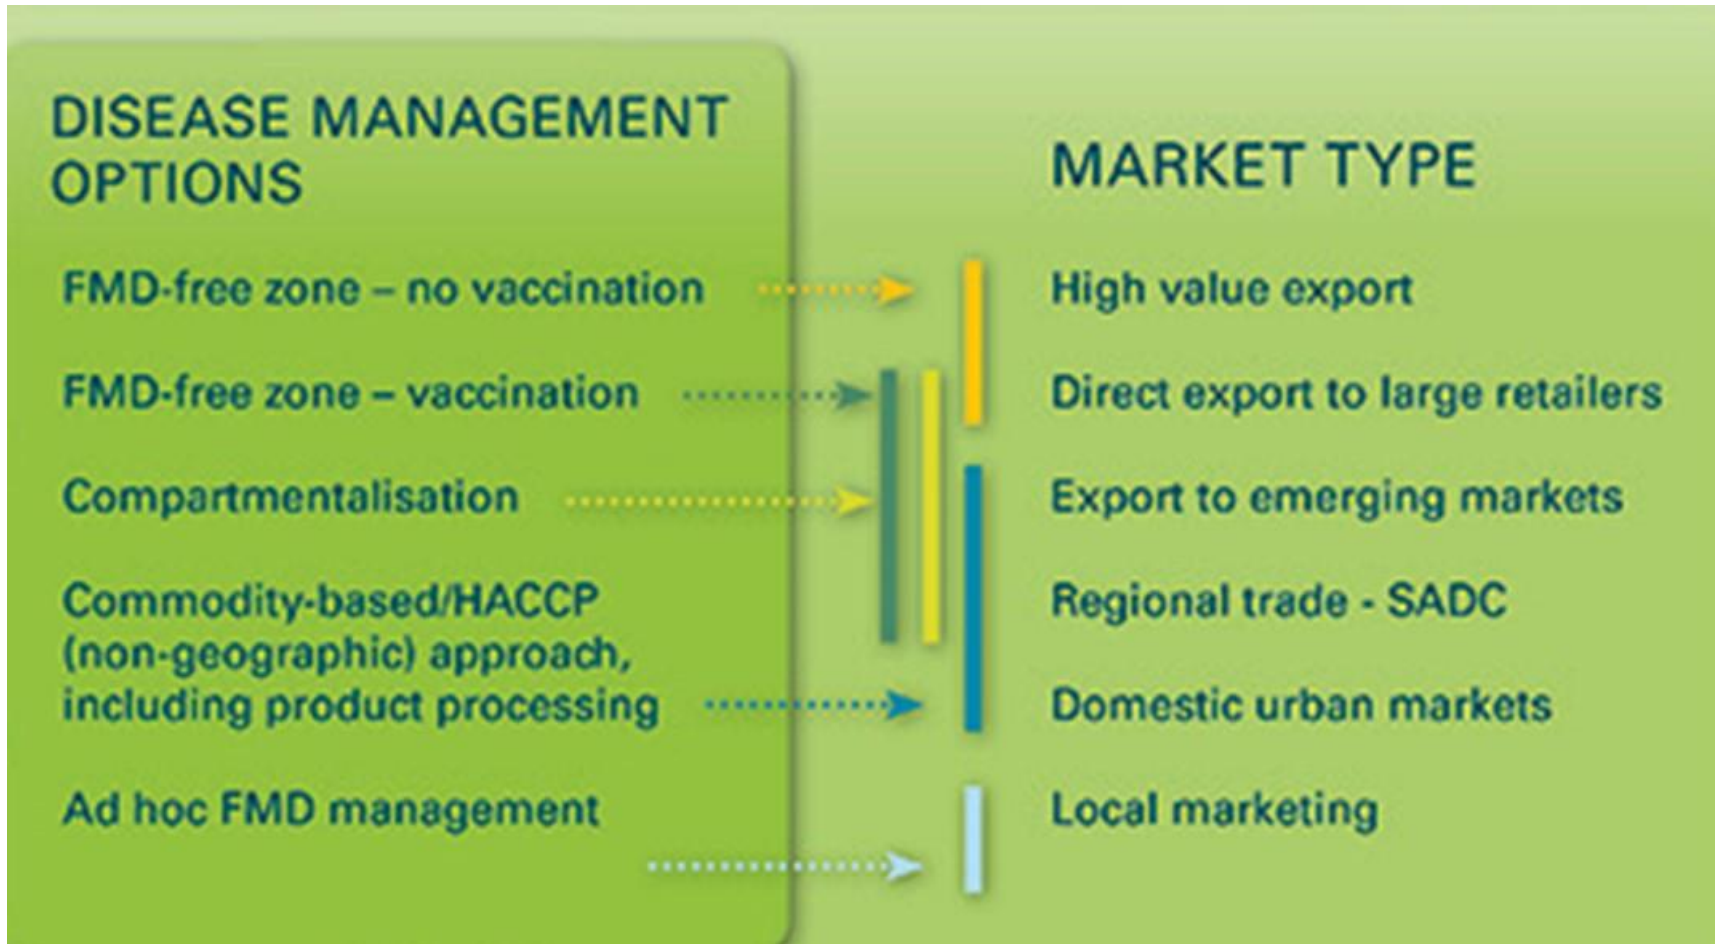 DISEASE MANAGEMENT
OPTIONS
FMD-free zone – no vaccination
FMD-free zone – vaccination
Compartmentalisation
Commodity-based/HACCP
(non-geographic) approach,
including product processing
Ad hoc FMD management
MARKET TYPE
High value export
Direct export to large retailers
Export to emerging markets
Regional trade - SADC
Domestic urban markets
Local marketing